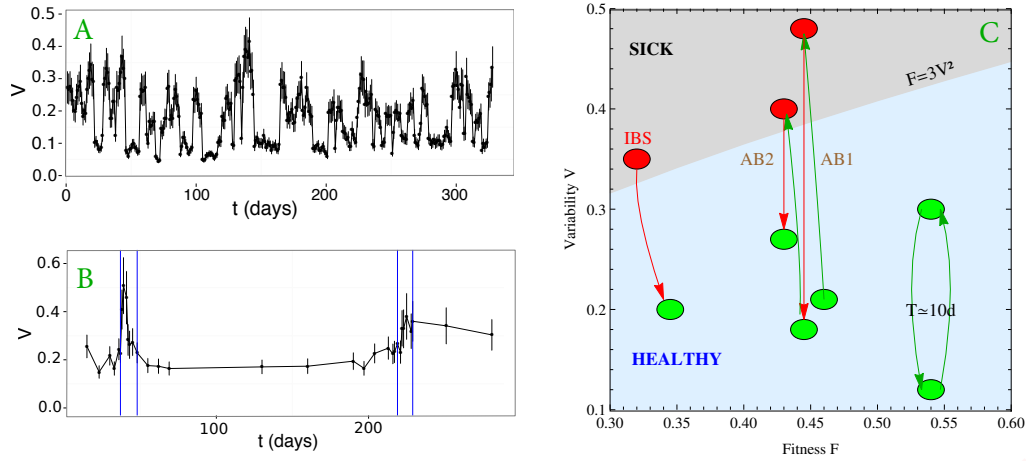 A
0.5
0.4
0.3
0.2
0.1
0.0
V
0
100
200
300
t (days)
B
0.6
0.4
0.2
0.0
V
100
200
t (days)
C
0.5
0.4
0.3
0.2
0.1
Variability V
SICK
F=3V²
IBS
AB2
AB1
T≃10d
HEALTHY
0.30
0.35
0.40
0.45
0.50
0.55
0.60
Fitness F